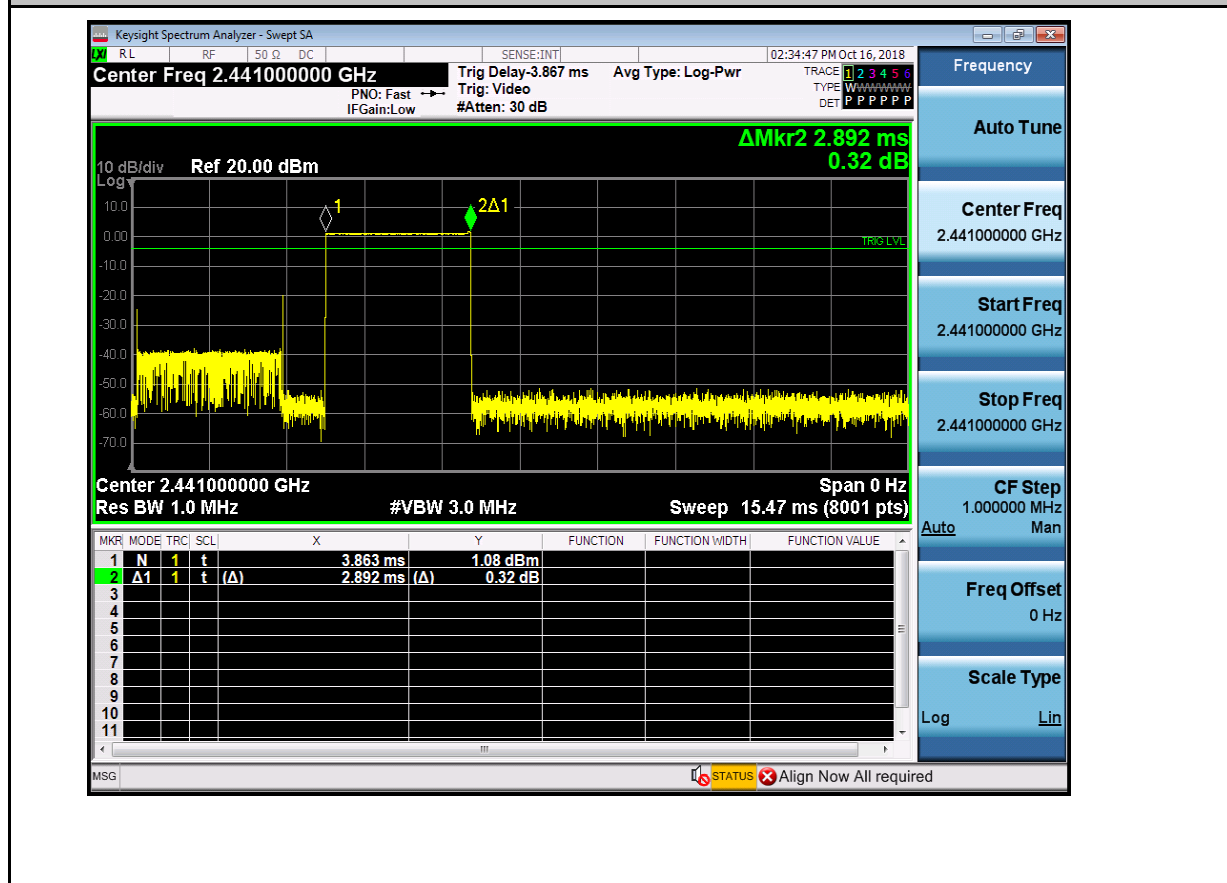 Keysight Spectrum Analyzer - Swept SA
LXI RL RF 50 Ω DC SENSE:INT 02:34:47 PM Oct 16, 2018
Center Freq 2.441000000 GHz
PNO: Fast
IFGain:Low
Trig Delay-3.867 ms
Trig: Video
#Atten: 30 dB
Avg Type: Log-Pwr
TRACE 1 2 3 4 5 6
TYPE WWWWWW
DET P P P P P P
ΔMkr2 2.892 ms
0.32 dB
10 dB/div Ref 20.00 dBm
Log
10.0
0.00
-10.0
-20.0
-30.0
-40.0
-50.0
-60.0
-70.0
1
2Δ1
TRIG LVL
Center 2.441000000 GHz Span 0 Hz
Res BW 1.0 MHz #VBW 3.0 MHz Sweep 15.47 ms (8001 pts)
MKR MODE TRC SCL X Y FUNCTION FUNCTION WIDTH FUNCTION VALUE
1 N 1 t 3.863 ms 1.08 dBm
2 Δ1 1 t (Δ) 2.892 ms (Δ) 0.32 dB
3
4
5
6
7
8
9
10
11
MSG STATUS Align Now All required
Frequency
Auto Tune
Center Freq
2.441000000 GHz
Start Freq
2.441000000 GHz
Stop Freq
2.441000000 GHz
CF Step
1.000000 MHz
Auto Man
Freq Offset
0 Hz
Scale Type
Log Lin